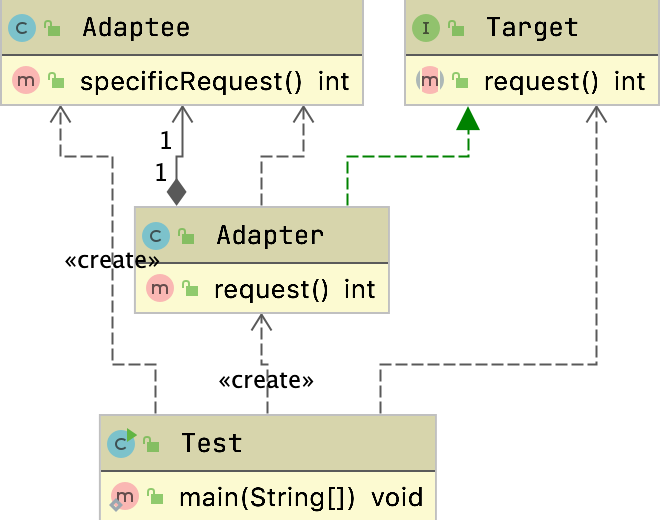 C Adaptee
I Target
m specificRequest() int
m request() int
1
1
C Adapter
«create»
m request() int
«create»
C Test
m main(String[]) void